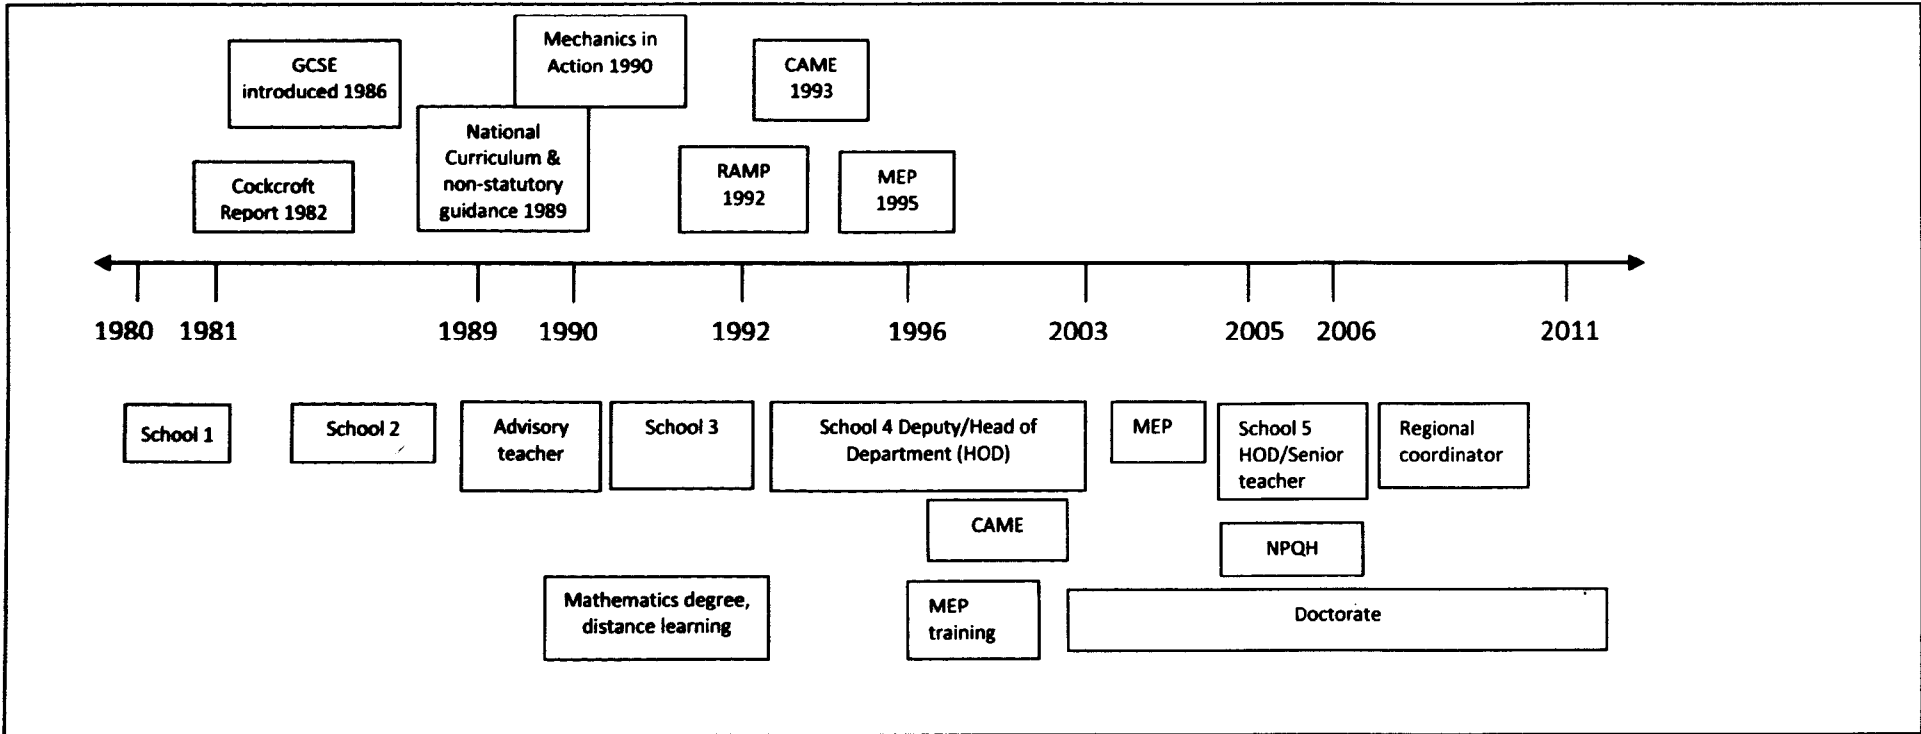 Mechanics in
Action 1990
GCSE
introduced 1986
CAME
1993
National
Curriculum &
non-statutory
guidance 1989
Cockcroft
Report 1982
RAMP
1992
MEP
1995
1980 1981 1989 1990 1992 1996 2003 2005 2006 2011
School 1
School 2
Advisory
teacher
School 3
School 4 Deputy/Head of
Department (HOD)
MEP
School 5
HOD/Senior
teacher
Regional
coordinator
CAME
NPQH
Mathematics degree,
distance learning
MEP
training
Doctorate